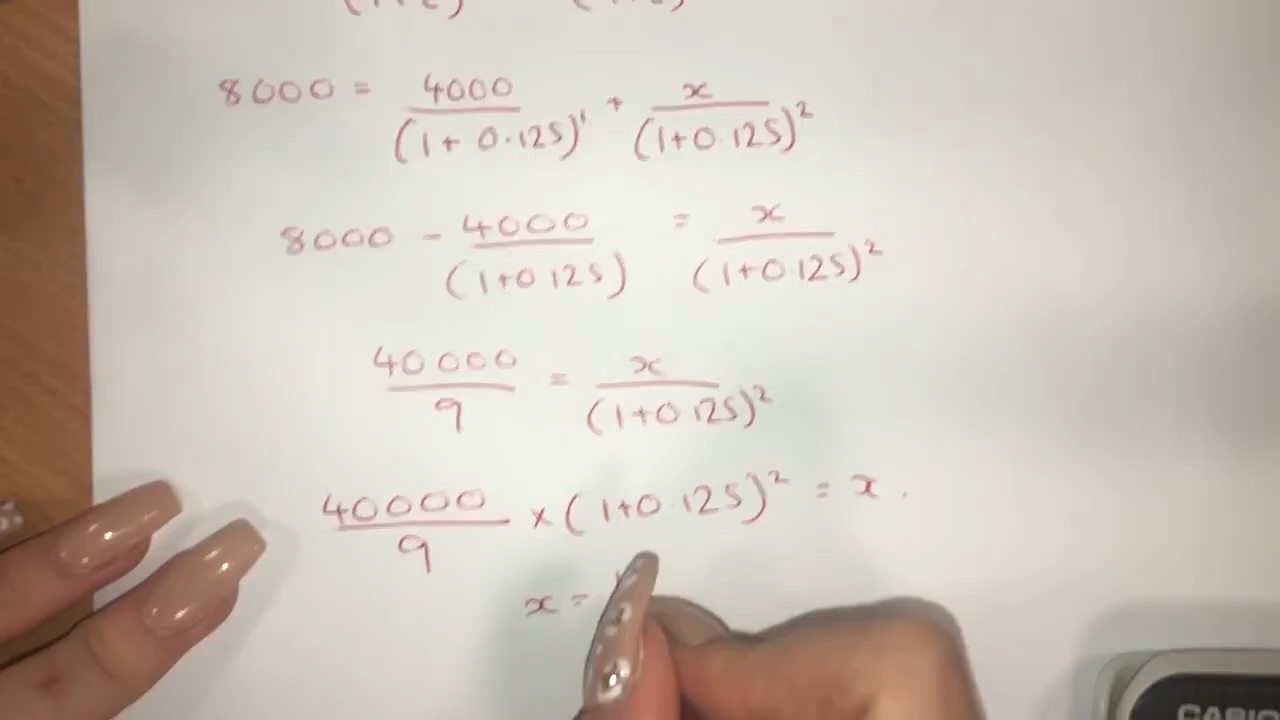 8000 = 4000/(1+0.125)¹ + x/(1+0.125)²
8000 - 4000/(1+0.125) = x/(1+0.125)²
40000/9 = x/(1+0.125)²
40000/9 × (1+0.125)² = x.
x =
CASIO